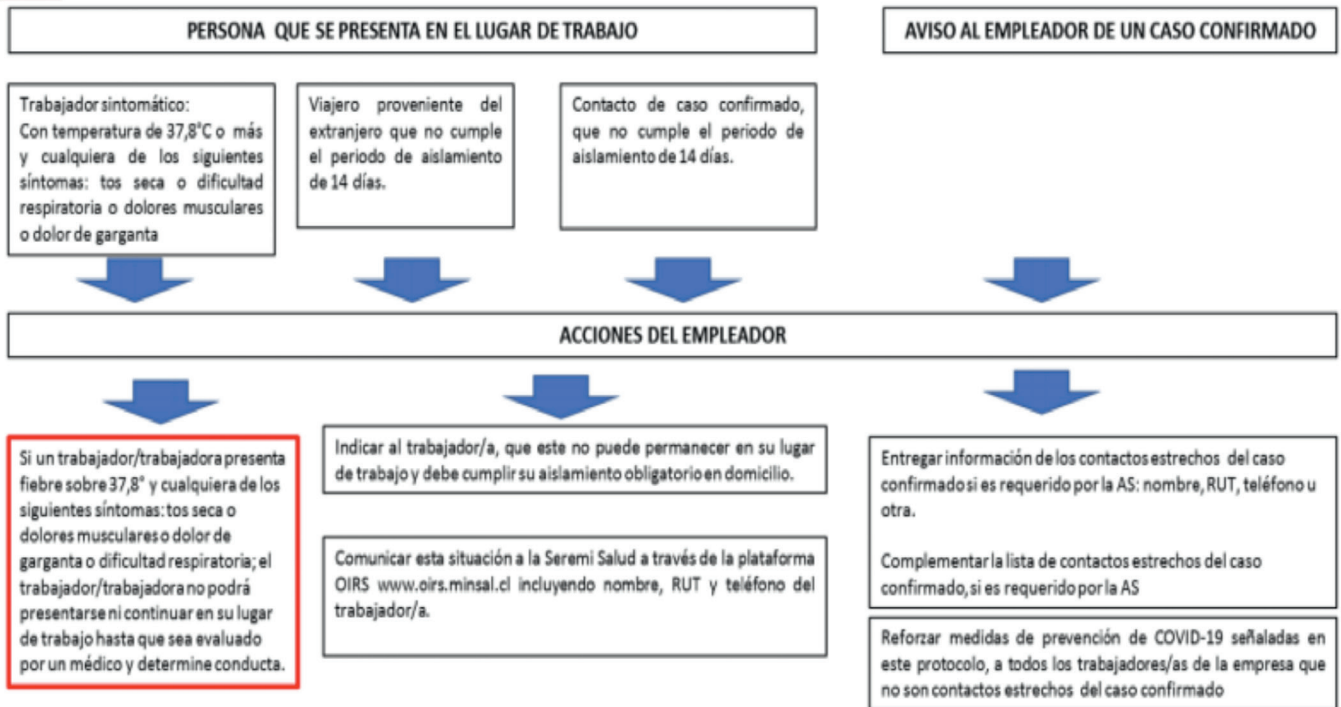 PERSONA QUE SE PRESENTA EN EL LUGAR DE TRABAJO
AVISO AL EMPLEADOR DE UN CASO CONFIRMADO
Trabajador sintomático:
Con temperatura de 37,8°C o más
y cualquiera de los siguientes
síntomas: tos seca o dificultad
respiratoria o dolores musculares
o dolor de garganta
Viajero proveniente del
extranjero que no cumple
el periodo de aislamiento
de 14 días.
Contacto de caso confirmado,
que no cumple el periodo de
aislamiento de 14 días.
ACCIONES DEL EMPLEADOR
Si un trabajador/trabajadora presenta
fiebre sobre 37,8° y cualquiera de los
siguientes síntomas: tos seca o
dolores musculares o dolor de
garganta o dificultad respiratoria; el
trabajador/trabajadora no podrá
presentarse ni continuar en su lugar
de trabajo hasta que sea evaluado
por un médico y determine conducta.
Indicar al trabajador/a, que este no puede permanecer en su lugar
de trabajo y debe cumplir su aislamiento obligatorio en domicilio.
Comunicar esta situación a la Seremi Salud a través de la plataforma
OIRS www.oirs.minsal.cl incluyendo nombre, RUT y teléfono del
trabajador/a.
Entregar información de los contactos estrechos del caso
confirmado si es requerido por la AS: nombre, RUT, teléfono u
otra.
Complementar la lista de contactos estrechos del caso
confirmado, si es requerido por la AS
Reforzar medidas de prevención de COVID-19 señaladas en
este protocolo, a todos los trabajadores/as de la empresa que
no son contactos estrechos del caso confirmado